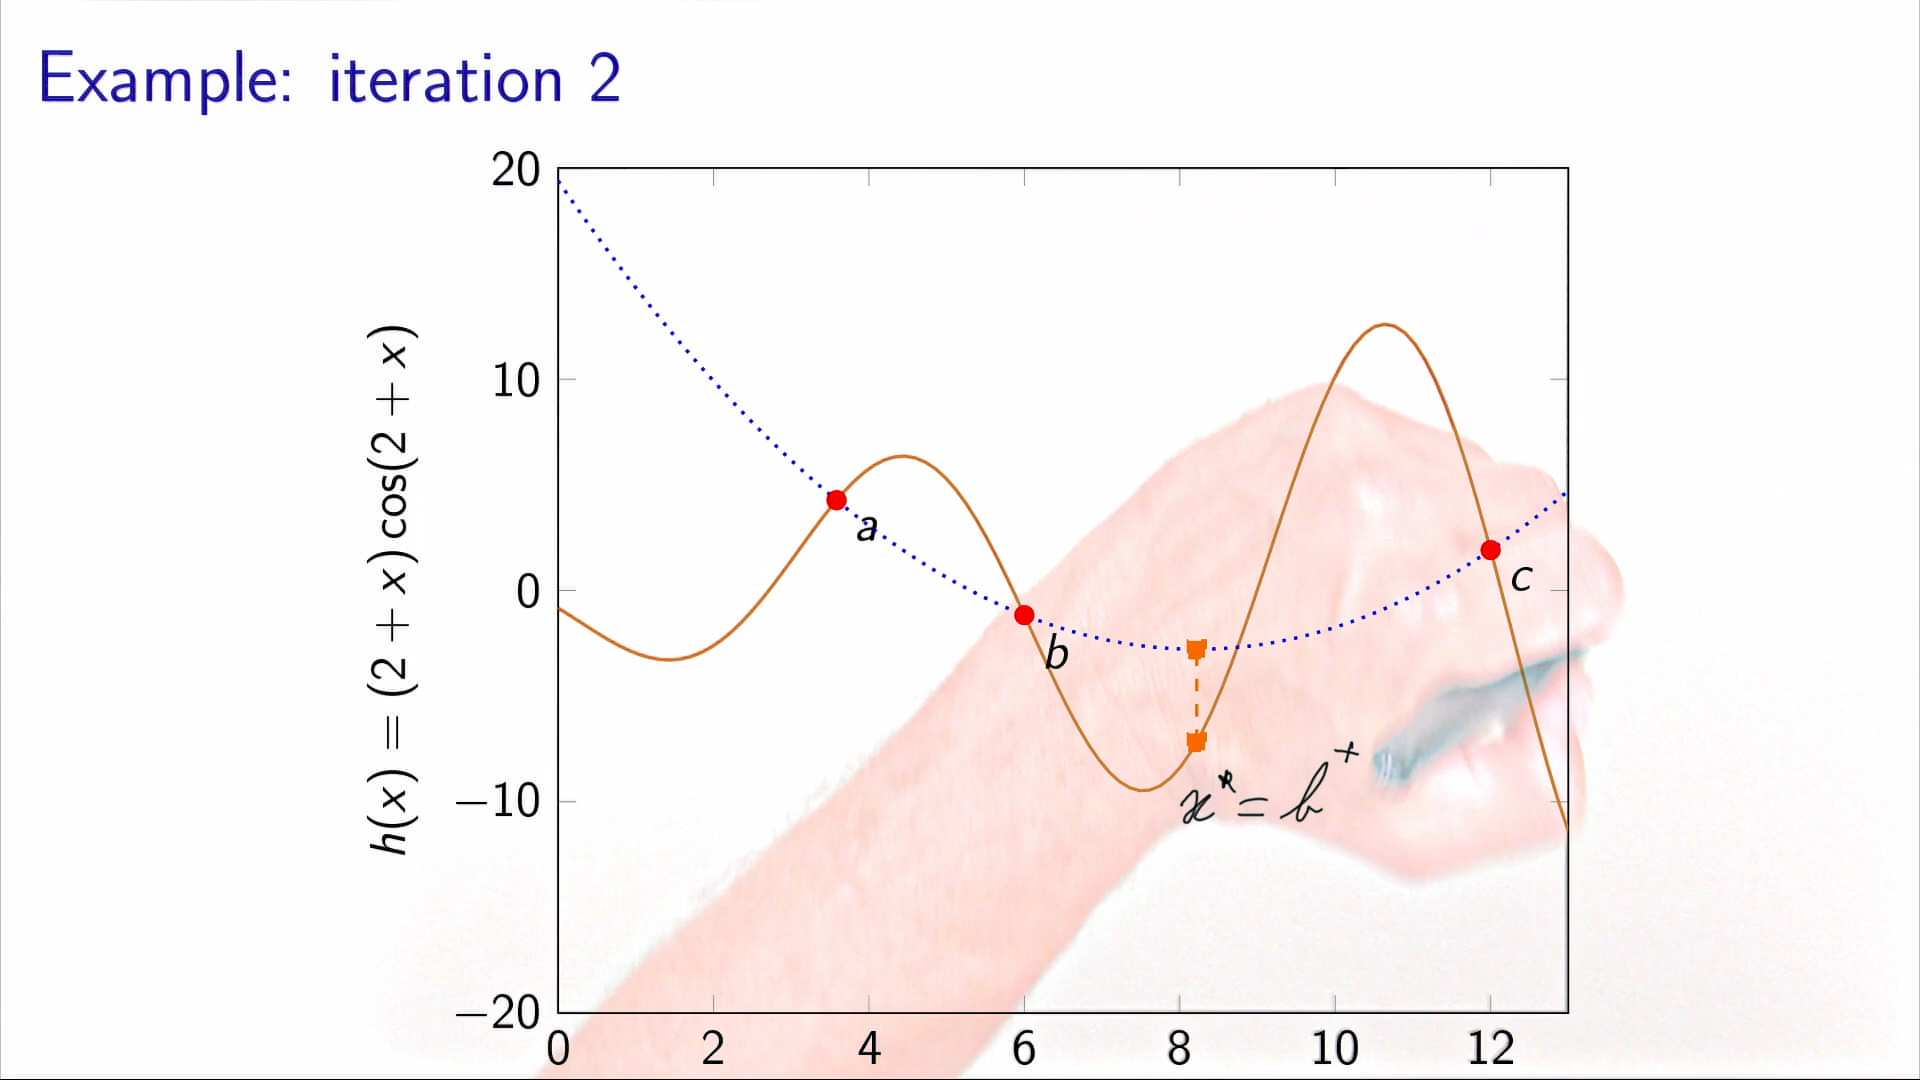 Example: iteration 2
h(x) = (2 + x) cos(2 + x)
20
10
0
−10
−20
a
b
c
x* = b⁺
0 2 4 6 8 10 12